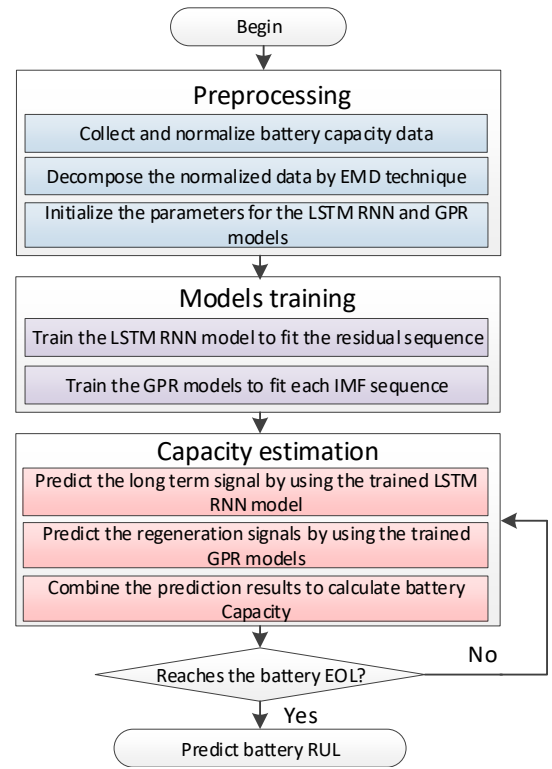 Begin
Preprocessing
Collect and normalize battery capacity data
Decompose the normalized data by EMD technique
Initialize the parameters for the LSTM RNN and GPR
models
Models training
Train the LSTM RNN model to fit the residual sequence
Train the GPR models to fit each IMF sequence
Capacity estimation
Predict the long term signal by using the trained LSTM
RNN model
Predict the regeneration signals by using the trained
GPR models
Combine the prediction results to calculate battery
Capacity
Reaches the battery EOL?
No
Yes
Predict battery RUL